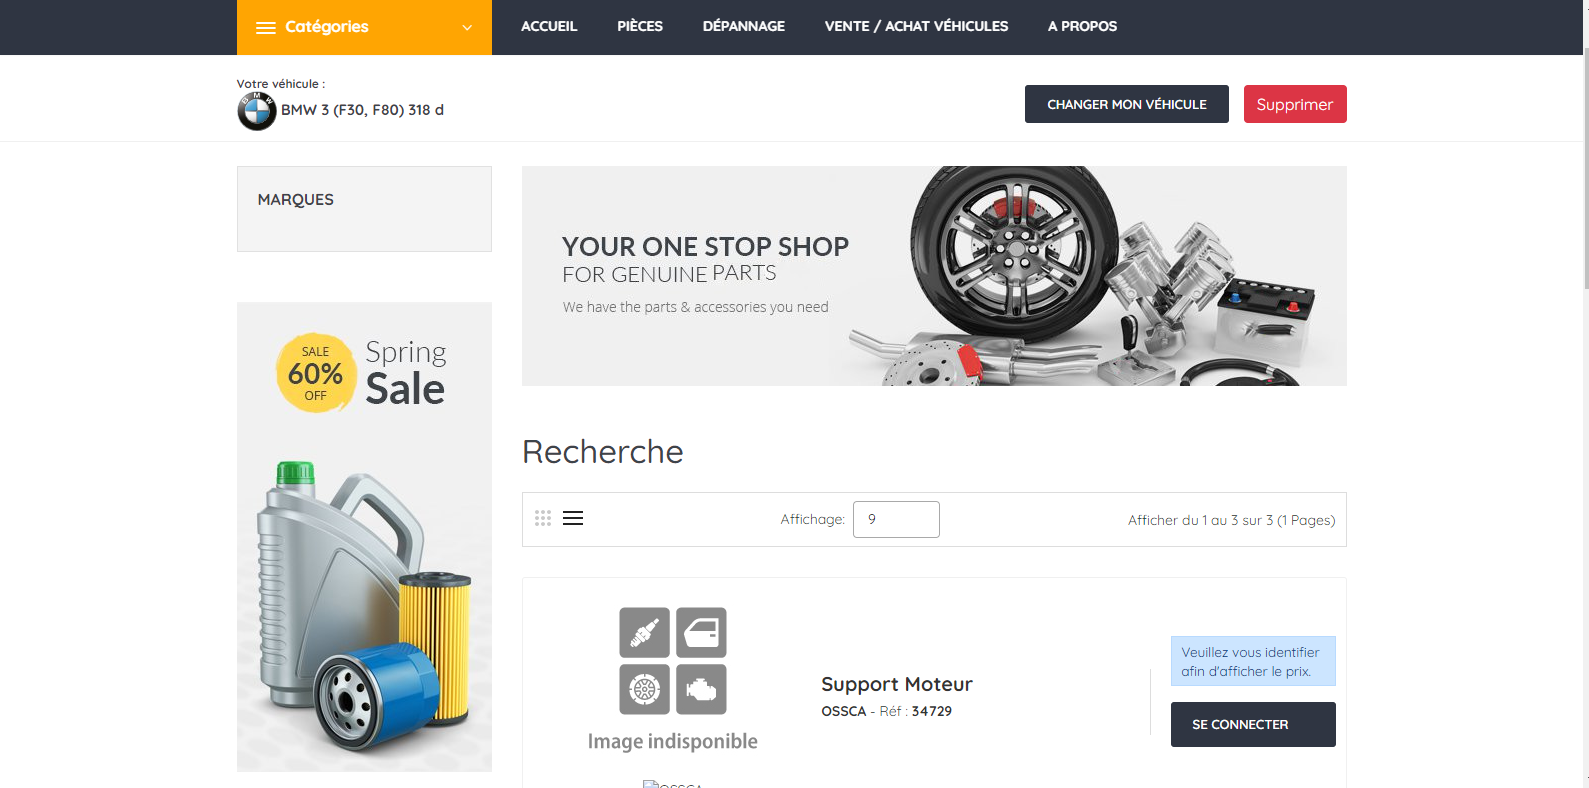 Catégories
ACCUEIL
PIÈCES
DÉPANNAGE
VENTE / ACHAT VÉHICULES
A PROPOS
Votre véhicule :
BMW
BMW 3 (F30, F80) 318 d
CHANGER MON VÉHICULE
Supprimer
MARQUES
YOUR ONE STOP SHOP
FOR GENUINE PARTS
We have the parts & accessories you need
SALE
60%
OFF
Spring
Sale
Recherche
Affichage:
9
Afficher du 1 au 3 sur 3 (1 Pages)
Image indisponible
Support Moteur
OSSCA - Réf : 34729
Veuillez vous identifier
afin d'afficher le prix.
SE CONNECTER
OSSCA